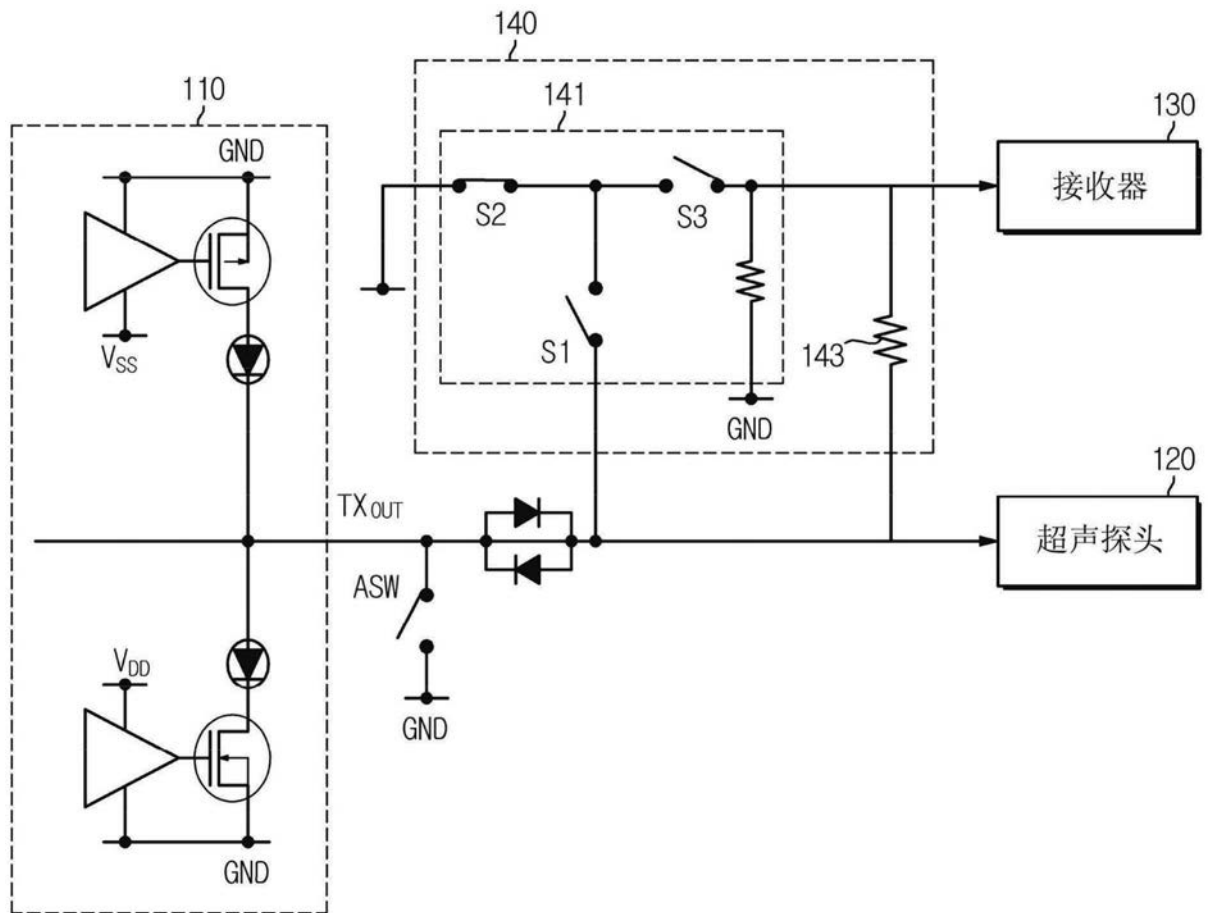 140
110
141
130
GND
接收器
S2
S3
VSS
S1
143
GND
120
TXOUT
超声探头
ASW
VDD
GND
GND